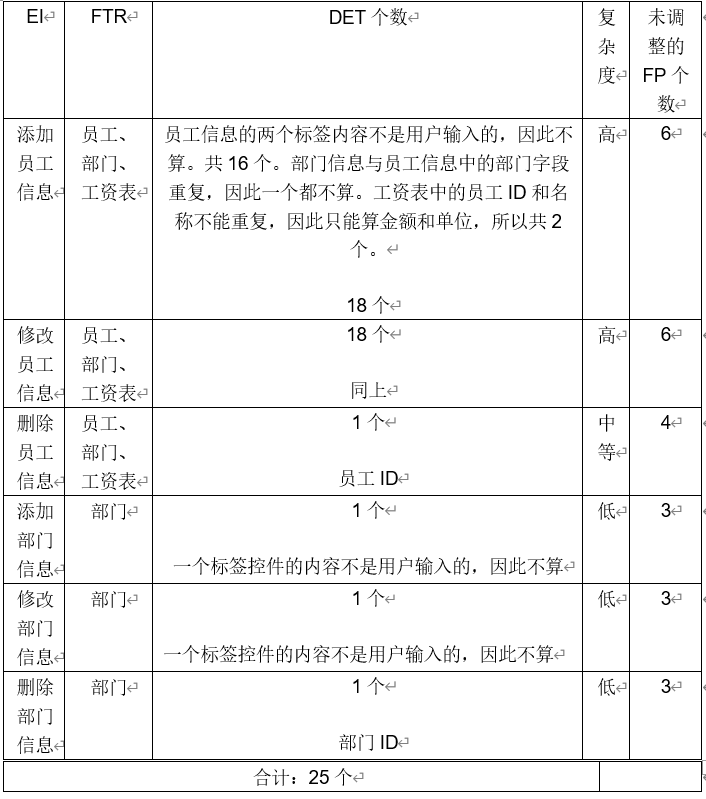 EI FTR DET 个数 复杂度 未调整的FP 个数
添加员工信息 员工、部门、工资表
员工信息的两个标签内容不是用户输入的，因此不
算。共 16 个。部门信息与员工信息中的部门字段
重复，因此一个都不算。工资表中的员工 ID 和名
称不能重复，因此只能算金额和单位，所以共 2
个。
18 个
高 6
修改员工信息 员工、部门、工资表
18 个
同上
高 6
删除员工信息 员工、部门、工资表
1 个
员工 ID
中等 4
添加部门信息 部门
1 个
一个标签控件的内容不是用户输入的，因此不算
低 3
修改部门信息 部门
1 个
一个标签控件的内容不是用户输入的，因此不算
低 3
删除部门信息 部门
1 个
部门 ID
低 3
合计：25 个